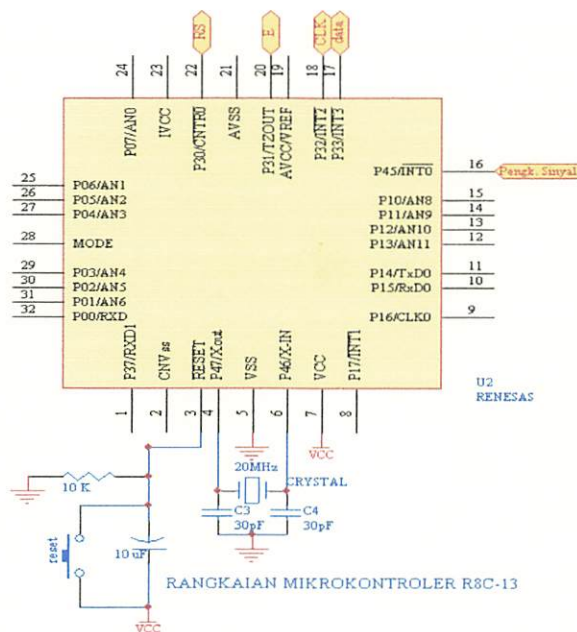 RS
E
CLK
data
24
23
22
21
20
19
18
17
P07/AN0
IVCC
P30/CNTR0
AVSS
P31/TZOUT
AVCC/VREF
P32/INT2
P33/INT3
25
P06/AN1
26
P05/AN2
27
P04/AN3
28
MODE
29
P03/AN4
30
P02/AN5
31
P01/AN6
32
P00/RXD
P45/INT0
16
Pengk.Sinyal
P10/AN8
15
P11/AN9
14
P12/AN10
13
P13/AN11
12
P14/TxD0
11
P15/RxD0
10
P16/CLK0
9
P37/RXD1
CNVss
RESET
P47/Xout
VSS
P46/X-IN
VCC
P17/INT1
U2
RENESAS
1
2
3
4
5
6
7
8
VCC
20MHz
CRYSTAL
10 K
C3
30pF
C4
30pF
reset
10 uF
RANGKAIAN MIKROKONTROLER R8C-13
VCC